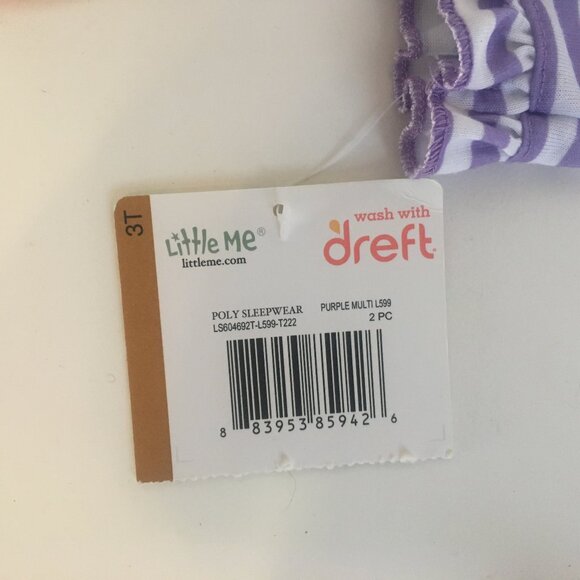 3T
Little Me®
littleme.com
wash with
dreft
POLY SLEEPWEAR PURPLE MULTI L599
LS604692T-L599-T222 2 PC
8 83953 85942 6